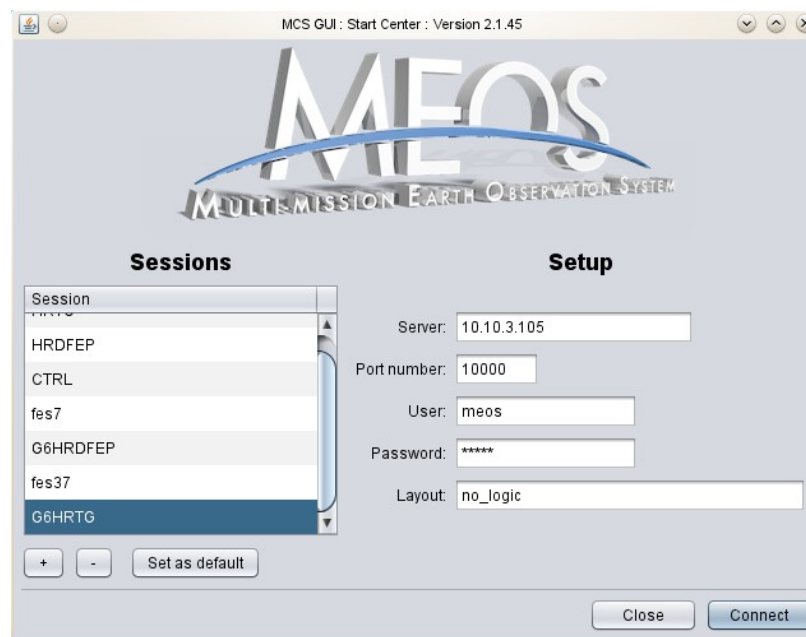 MCS GUI : Start Center : Version 2.1.45
MEOS
MULTI-MISSION EARTH OBSERVATION SYSTEM
Sessions
Setup
Session
HRDFEP
CTRL
fes7
G6HRDFEP
fes37
G6HRTG
Server: 10.10.3.105
Port number: 10000
User: meos
Password: *****
Layout: no_logic
+ - Set as default
Close Connect